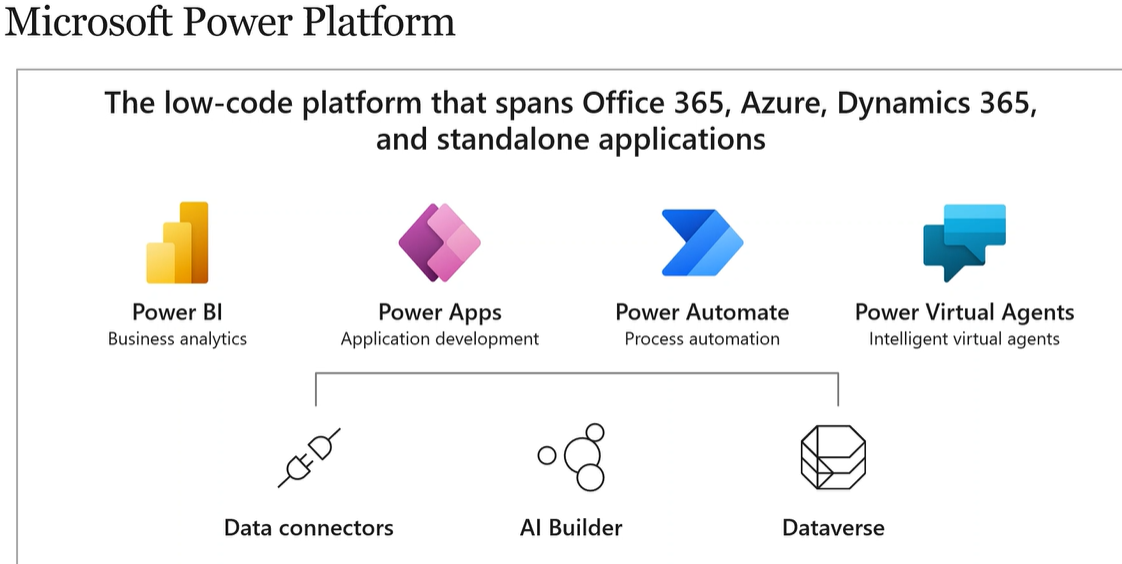 Microsoft Power Platform
The low-code platform that spans Office 365, Azure, Dynamics 365,
and standalone applications
Power BI
Business analytics
Power Apps
Application development
Power Automate
Process automation
Power Virtual Agents
Intelligent virtual agents
Data connectors
AI Builder
Dataverse